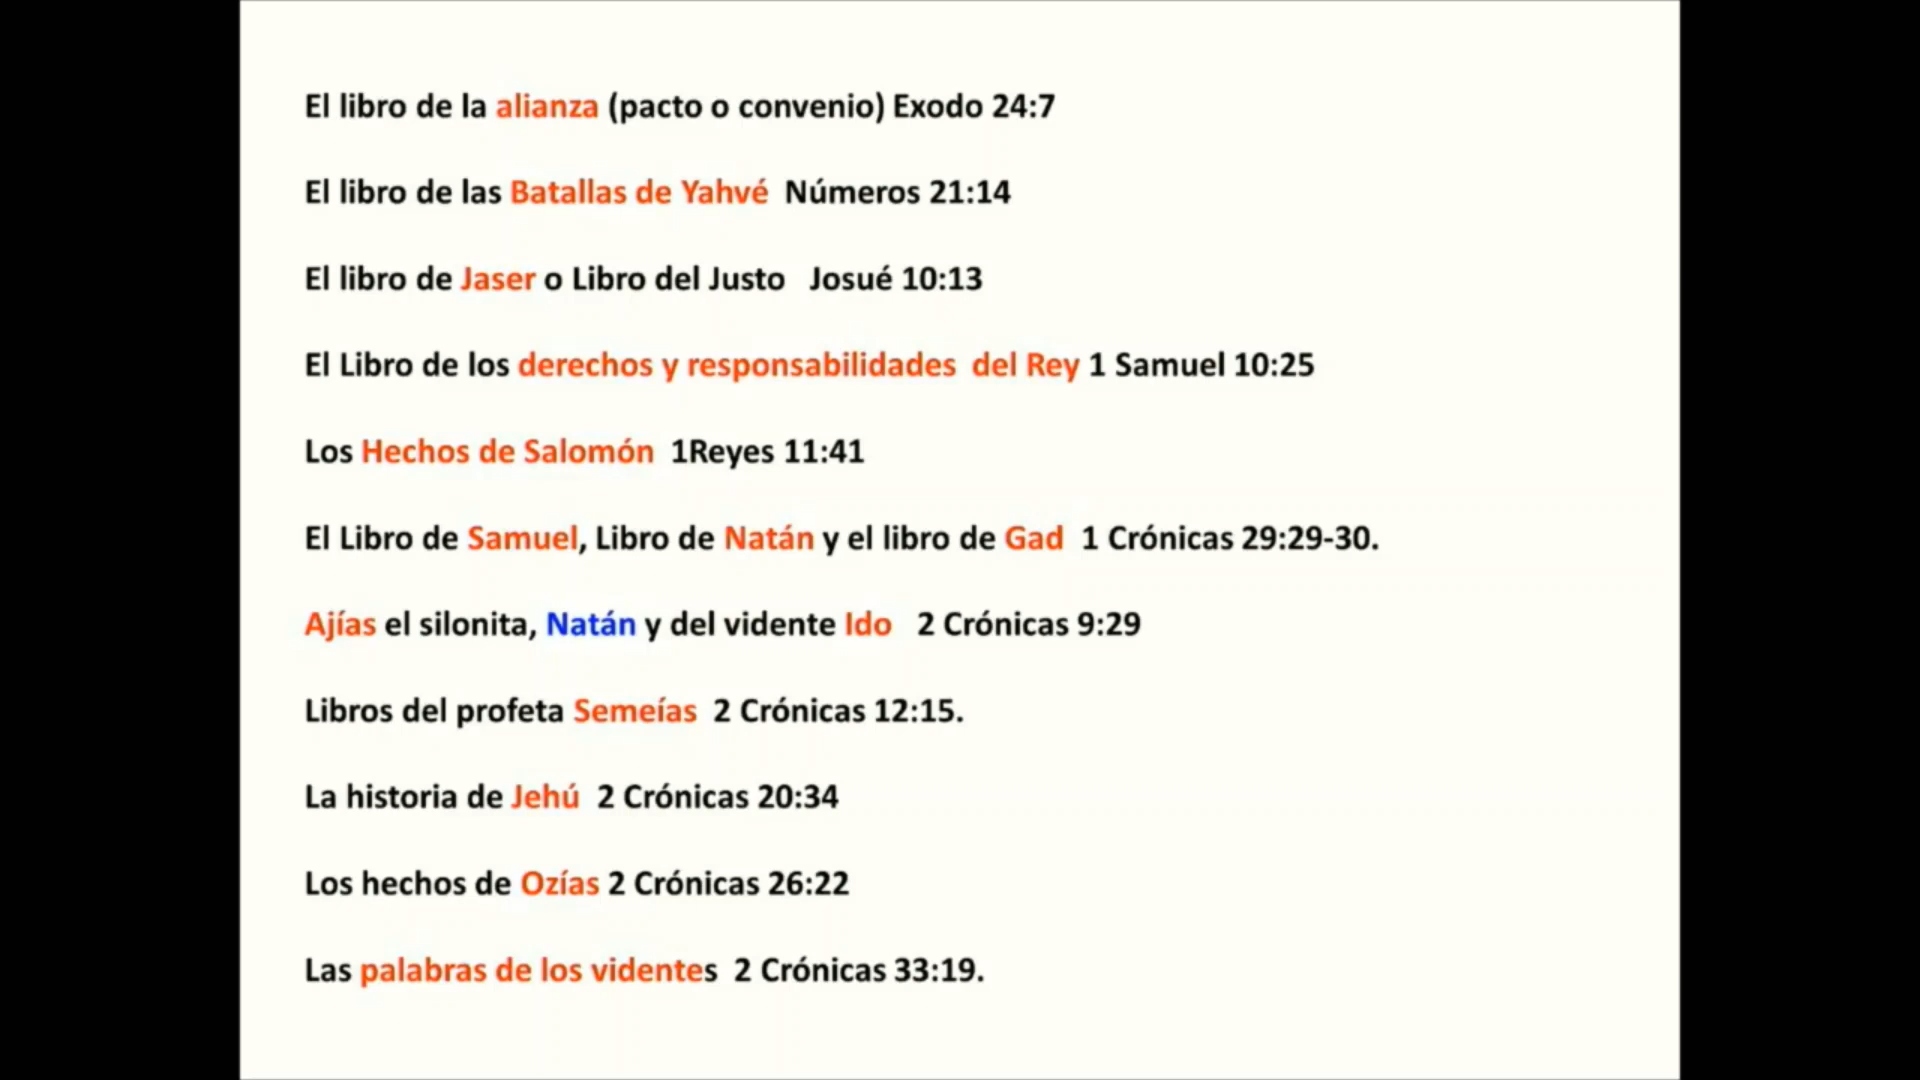 El libro de la alianza (pacto o convenio) Exodo 24:7
El libro de las Batallas de Yahvé Números 21:14
El libro de Jaser o Libro del Justo Josué 10:13
El Libro de los derechos y responsabilidades del Rey 1 Samuel 10:25
Los Hechos de Salomón 1Reyes 11:41
El Libro de Samuel, Libro de Natán y el libro de Gad 1 Crónicas 29:29-30.
Ajías el silonita, Natán y del vidente Ido 2 Crónicas 9:29
Libros del profeta Semeías 2 Crónicas 12:15.
La historia de Jehú 2 Crónicas 20:34
Los hechos de Ozías 2 Crónicas 26:22
Las palabras de los videntes 2 Crónicas 33:19.